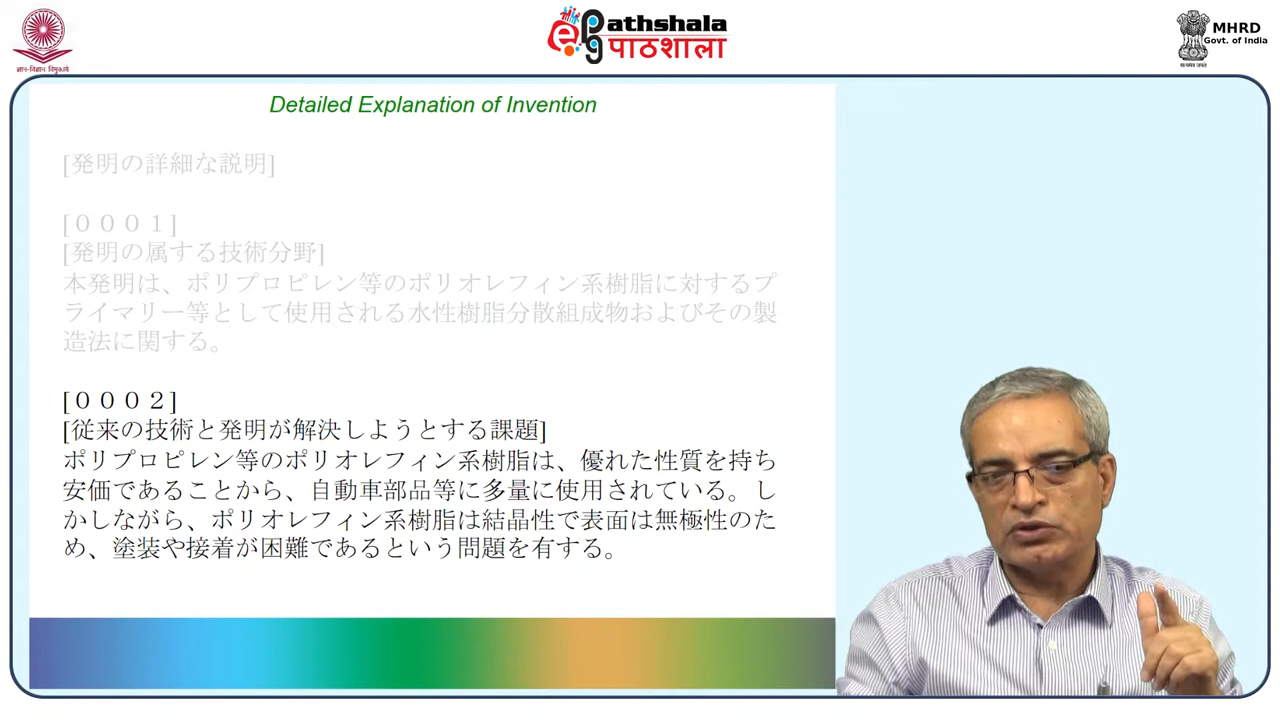 ज्ञान-विज्ञान विमुक्तये
epgathshala
पाठशाला
MHRD
Govt. of India
सत्यमेव जयते
Detailed Explanation of Invention
[発明の詳細な説明]
[０００１]
[発明の属する技術分野]
本発明は、ポリプロピレン等のポリオレフィン系樹脂に対するプ
ライマリー等として使用される水性樹脂分散組成物およびその製
造法に関する。
[０００２]
[従来の技術と発明が解決しようとする課題]
ポリプロピレン等のポリオレフィン系樹脂は、優れた性質を持ち
安価であることから、自動車部品等に多量に使用されている。し
かしながら、ポリオレフィン系樹脂は結晶性で表面は無極性のた
め、塗装や接着が困難であるという問題を有する。